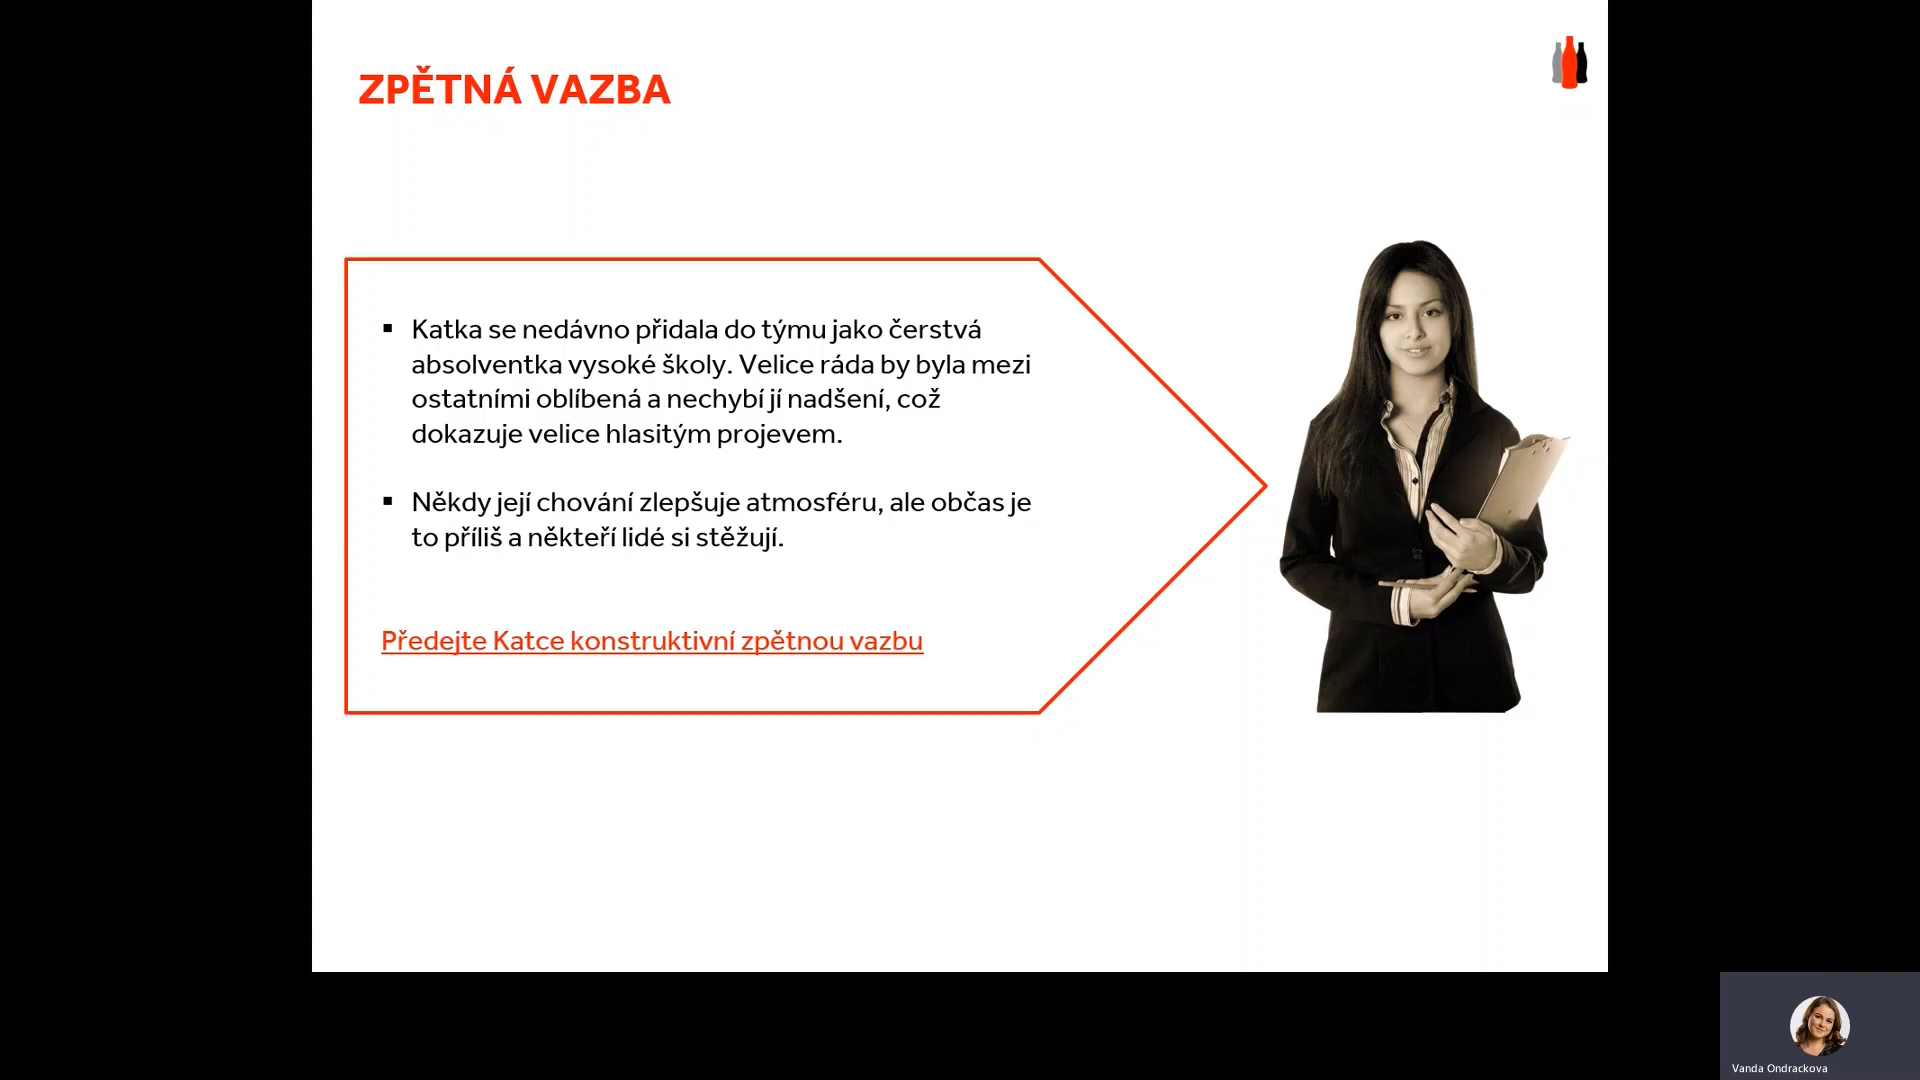 ZPĚTNÁ VAZBA
▪ Katka se nedávno přidala do týmu jako čerstvá
absolventka vysoké školy. Velice ráda by byla mezi
ostatními oblíbená a nechybí jí nadšení, což
dokazuje velice hlasitým projevem.
▪ Někdy její chování zlepšuje atmosféru, ale občas je
to příliš a někteří lidé si stěžují.
Předejte Katce konstruktivní zpětnou vazbu
Vanda Ondrackova